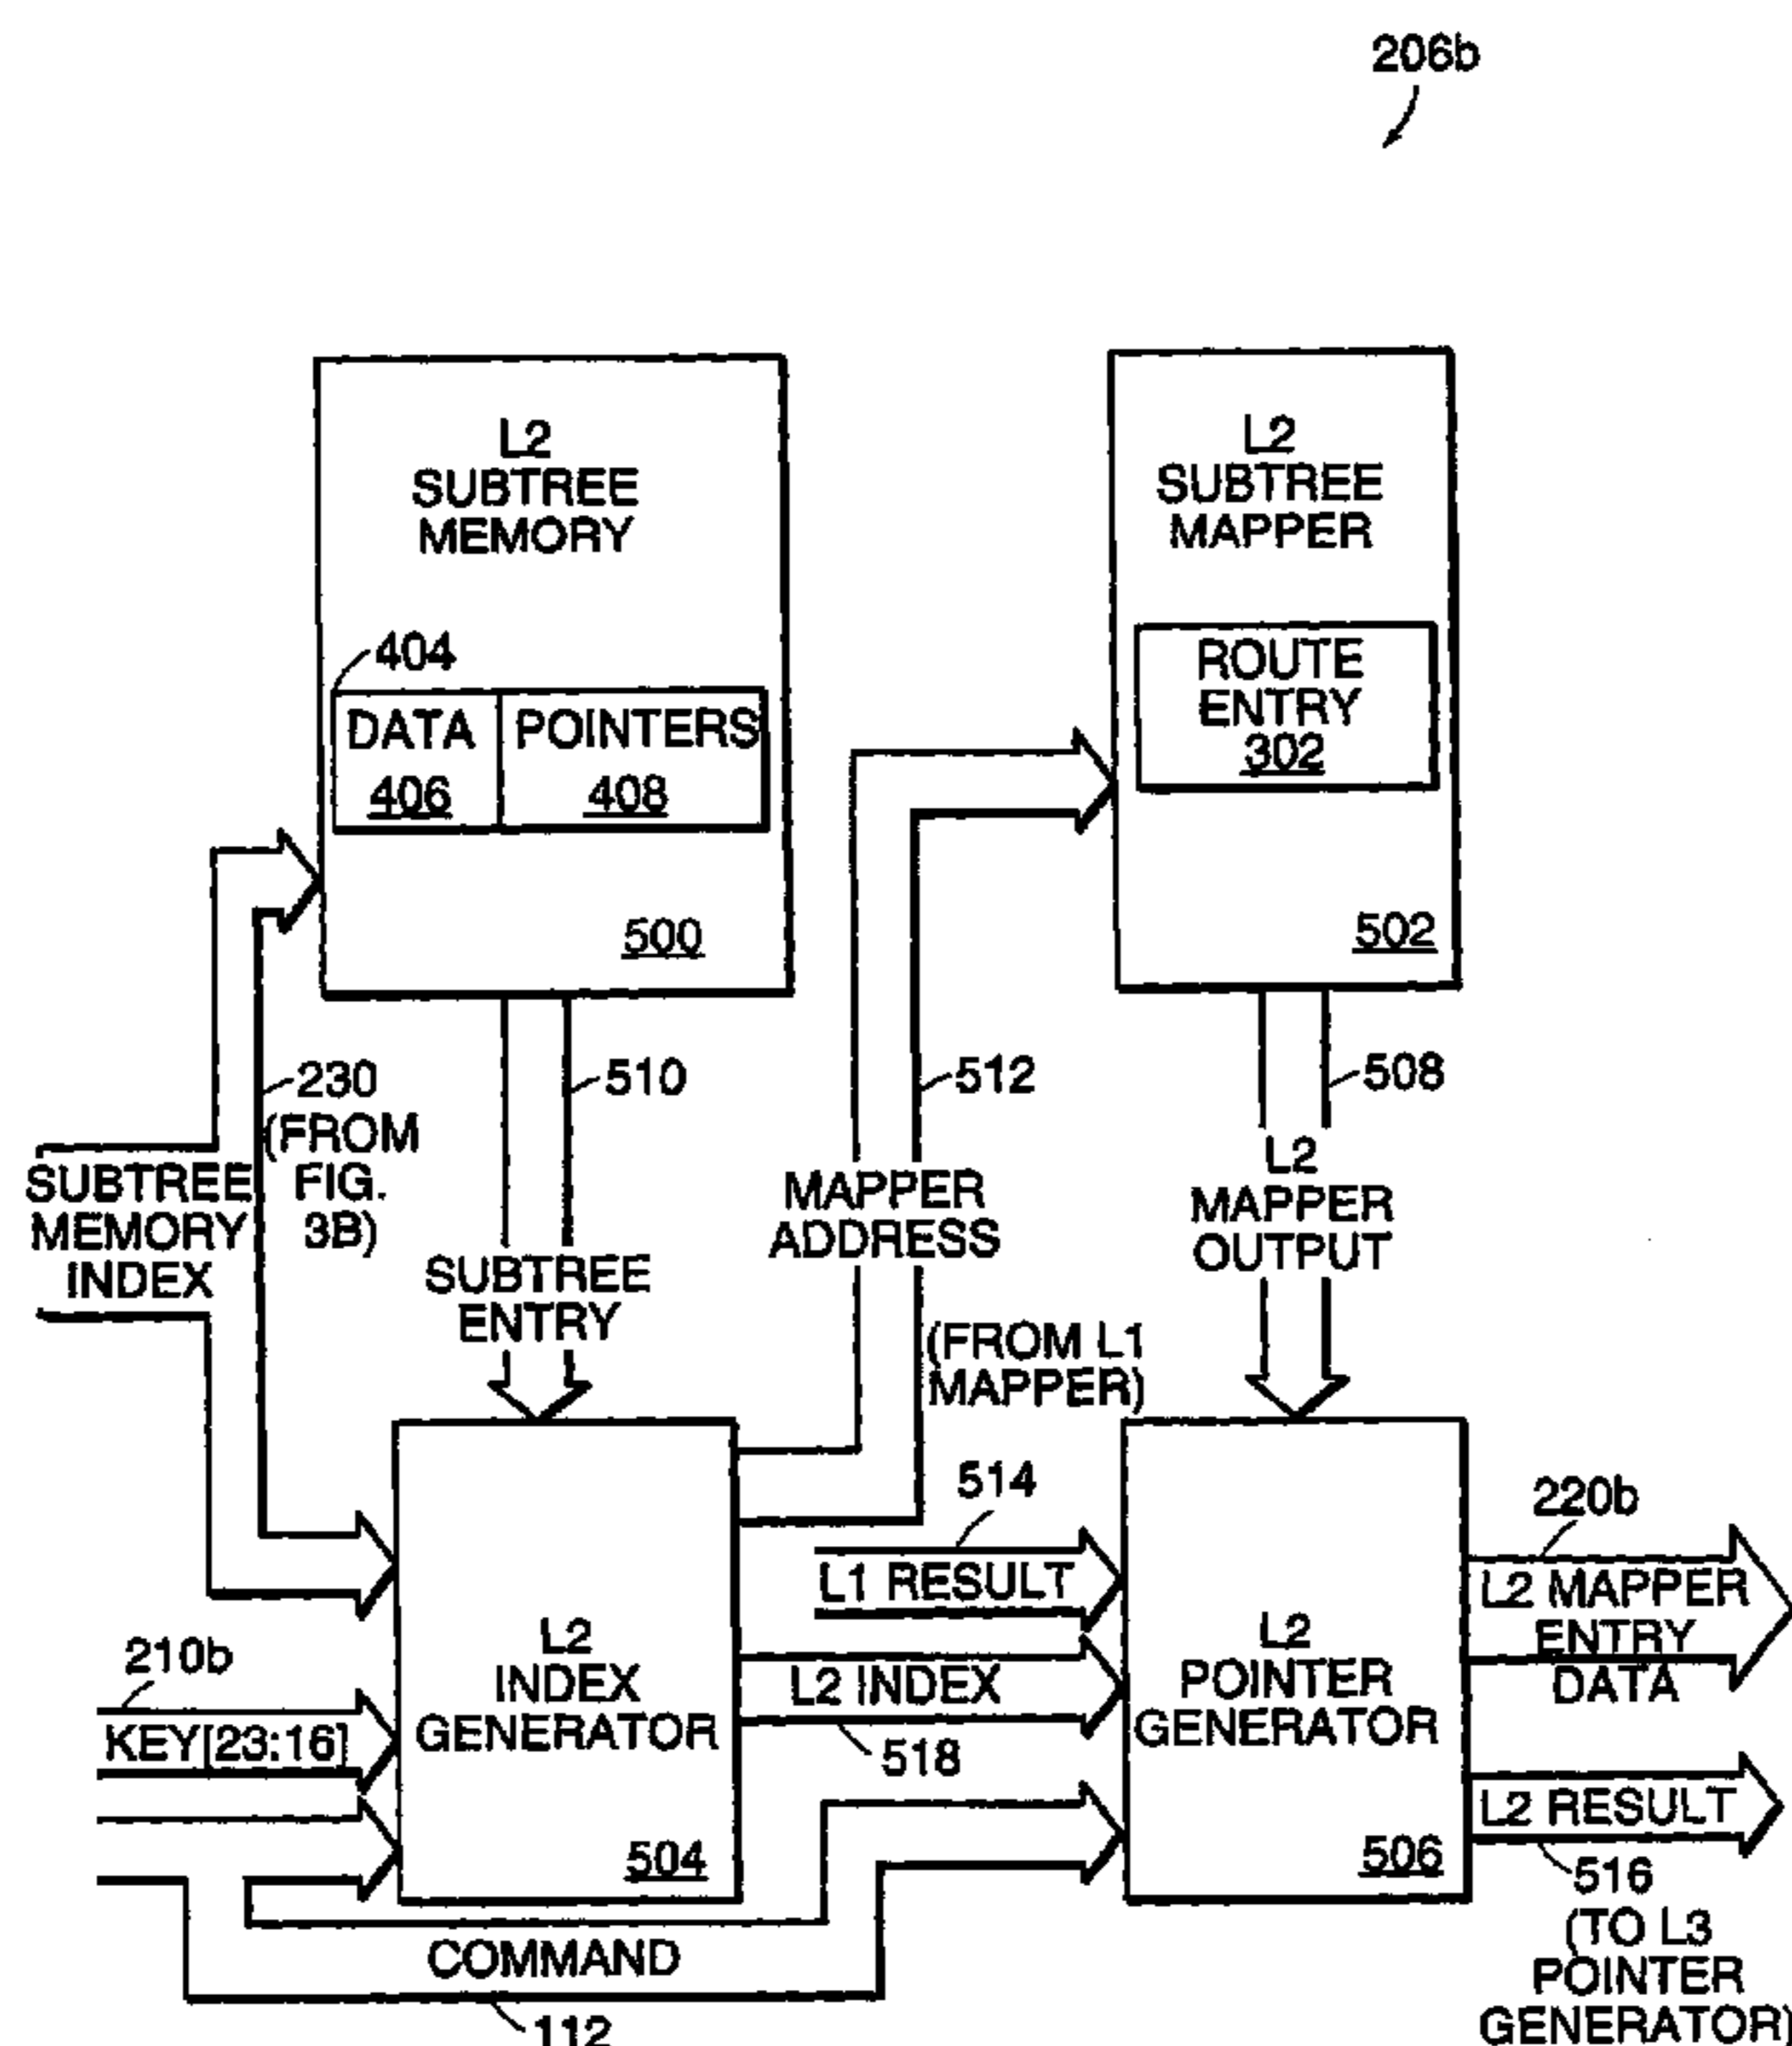 206b
L2
SUBTREE
MEMORY
404
DATA
406
POINTERS
408
500
L2
SUBTREE
MAPPER
ROUTE
ENTRY
302
502
230
(FROM
FIG.
3B)
SUBTREE
MEMORY
INDEX
510
SUBTREE
ENTRY
512
MAPPER
ADDRESS
508
L2
MAPPER
OUTPUT
(FROM L1
MAPPER)
514
L1 RESULT
210b
KEY[23:16]
L2
INDEX
GENERATOR
504
L2 INDEX
518
L2
POINTER
GENERATOR
506
220b
L2 MAPPER
ENTRY
DATA
L2 RESULT
516
(TO L3
POINTER
GENERATOR)
COMMAND
112